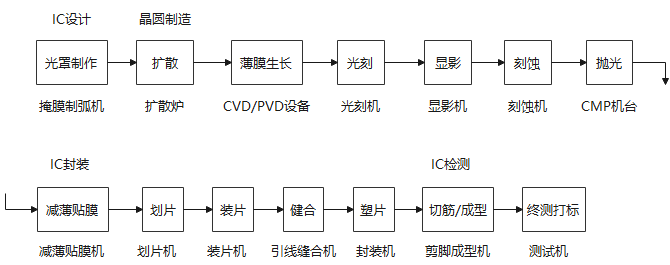 IC设计 晶圆制造
光罩制作 扩散 薄膜生长 光刻 显影 刻蚀 抛光
掩膜制弧机 扩散炉 CVD/PVD设备 光刻机 显影机 刻蚀机 CMP机台
IC封装 IC检测
减薄贴膜 划片 装片 健合 塑片 切筋/成型 终测打标
减薄贴膜机 划片机 装片机 引线缝合机 封装机 剪脚成型机 测试机